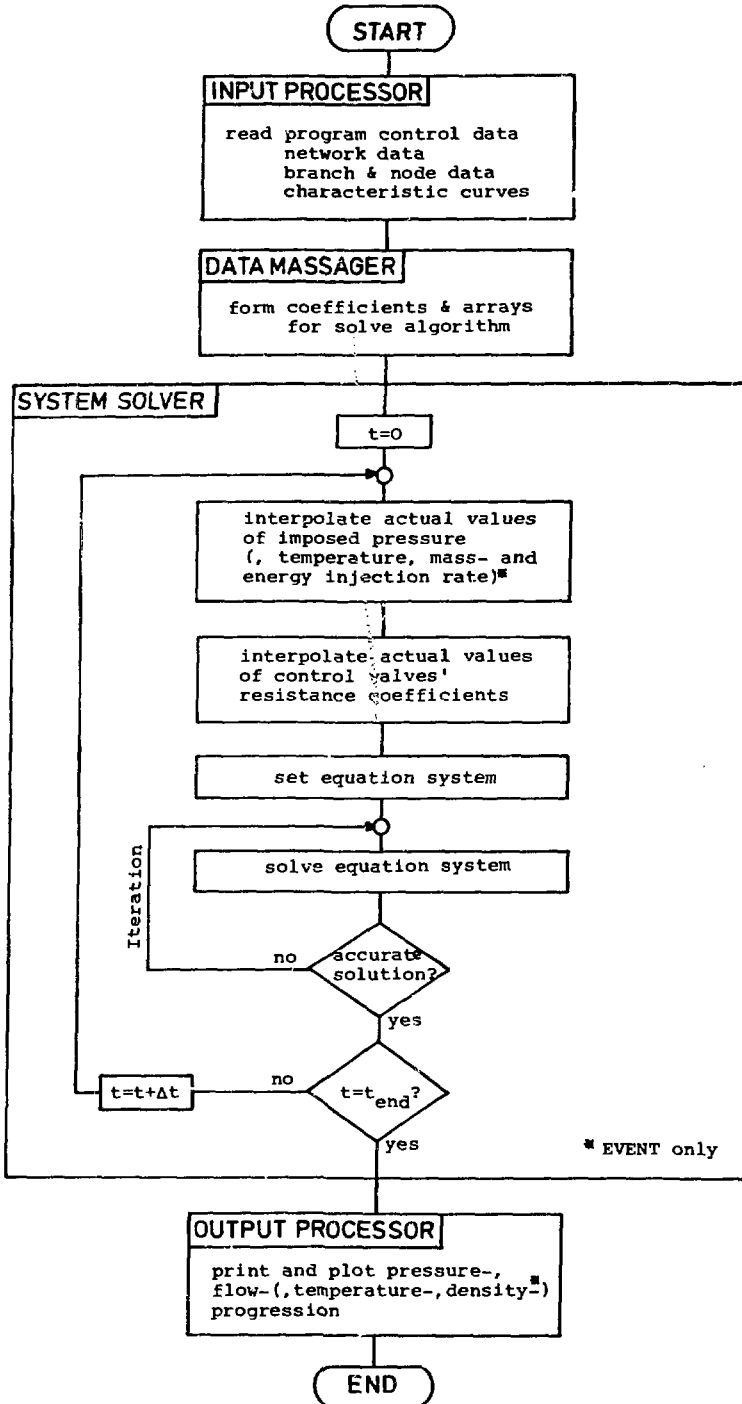 START
INPUT PROCESSOR
read program control data
network data
branch & node data
characteristic curves
DATA MASSAGER
form coefficients & arrays
for solve algorithm
SYSTEM SOLVER
t=0
interpolate actual values
of imposed pressure
(, temperature, mass- and
energy injection rate)*
interpolate actual values
of control valves'
resistance coefficients
set equation system
solve equation system
Iteration
no
accurate
solution?
yes
t=t+Δt
no
t=t_end?
yes
* EVENT only
OUTPUT PROCESSOR
print and plot pressure-,
flow-(,temperature-,density-*)
progression
END